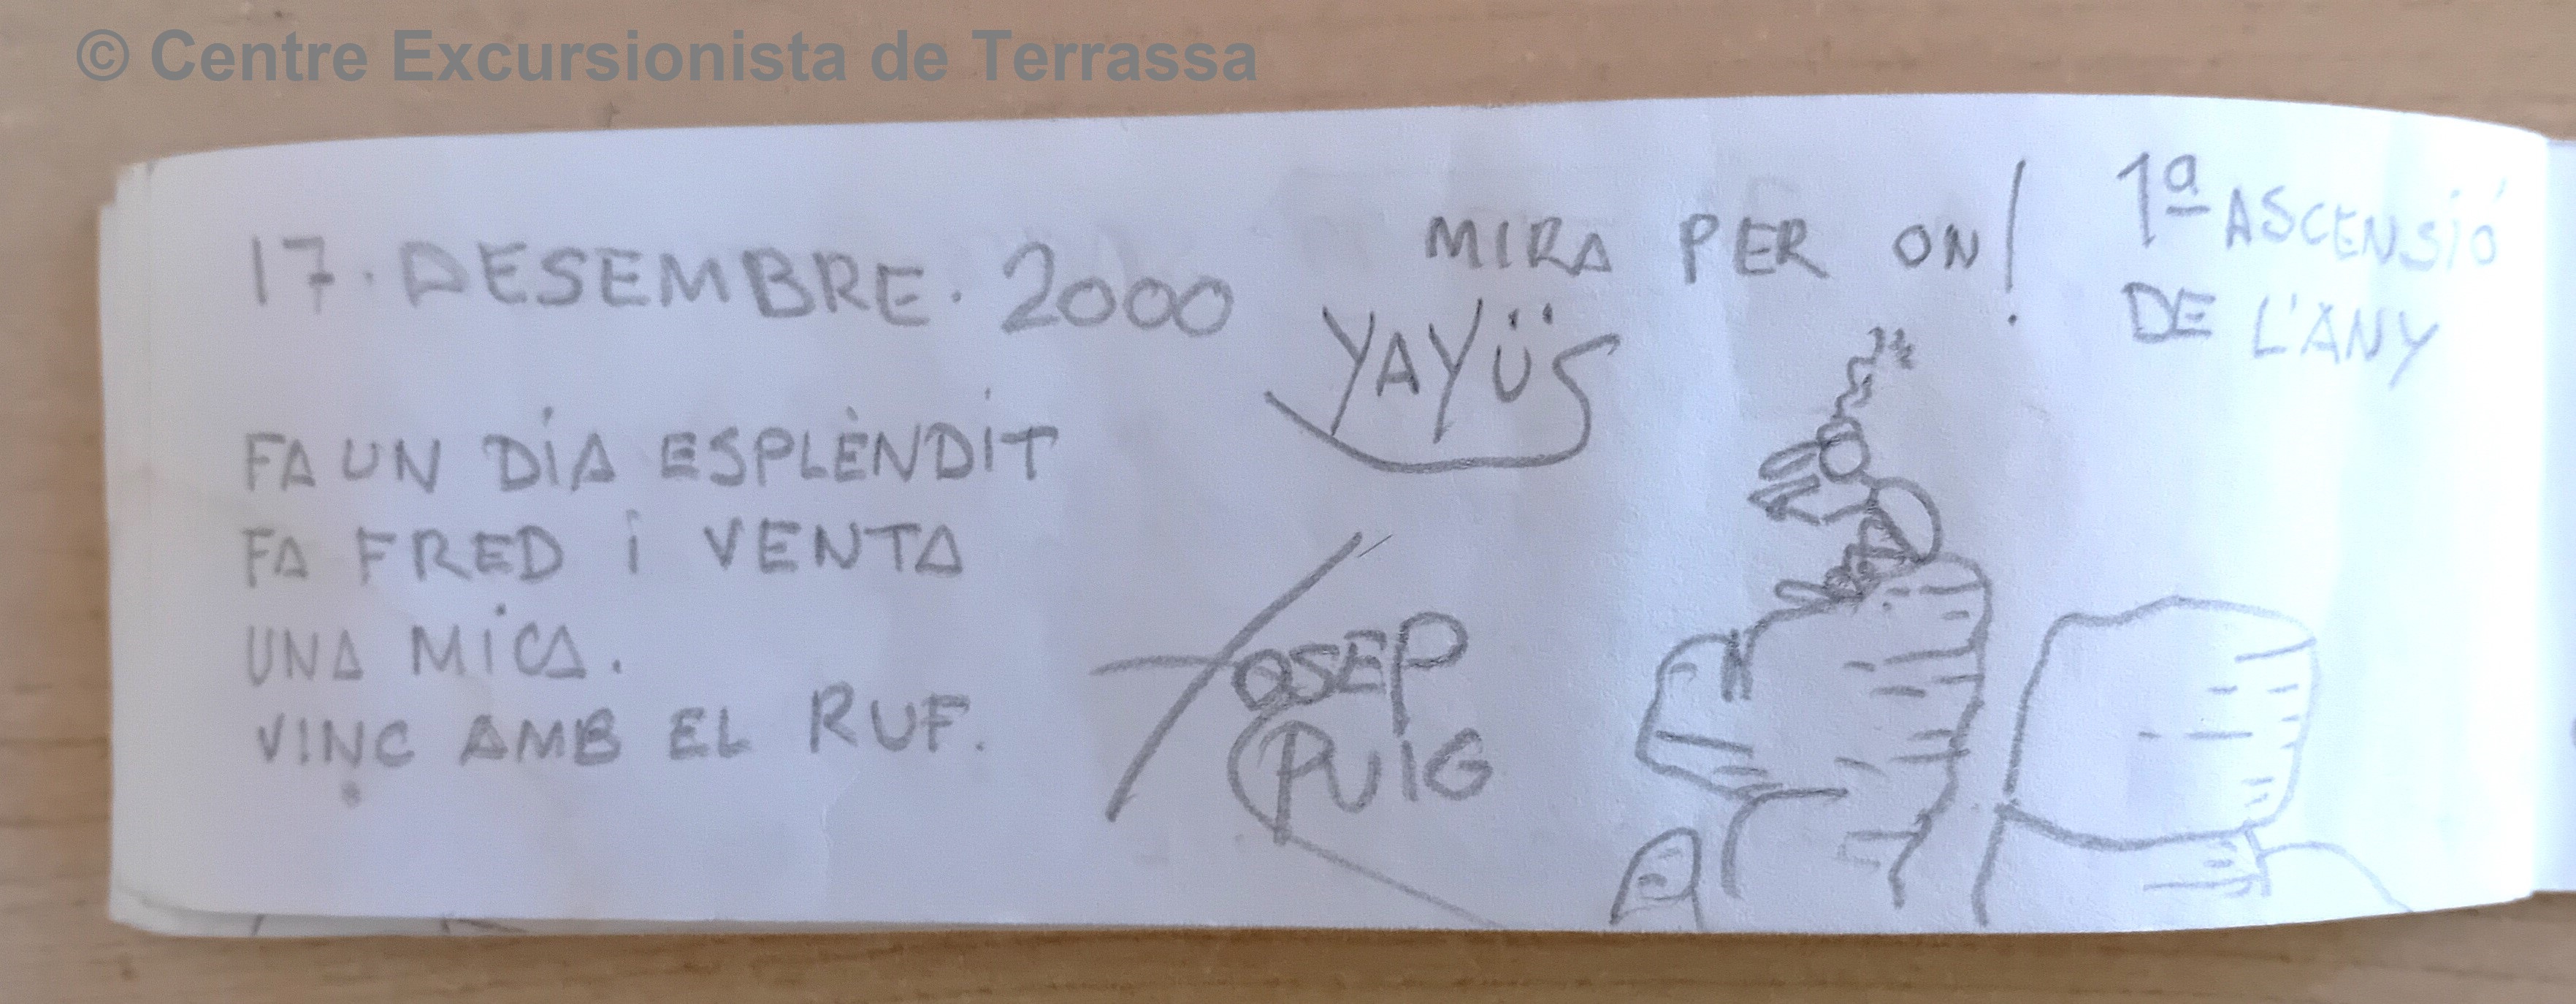 © Centre Excursionista de Terrassa
17. DESEMBRE. 2000
FA UN DÍA ESPLÈNDIT
FA FRED i VENTA
UNA MICA.
VINC AMB EL RUF.
MIRA PER ON!
YAYÜS
JOSEP
PUIG
1ª ASCENSIÓ
DE L'ANY